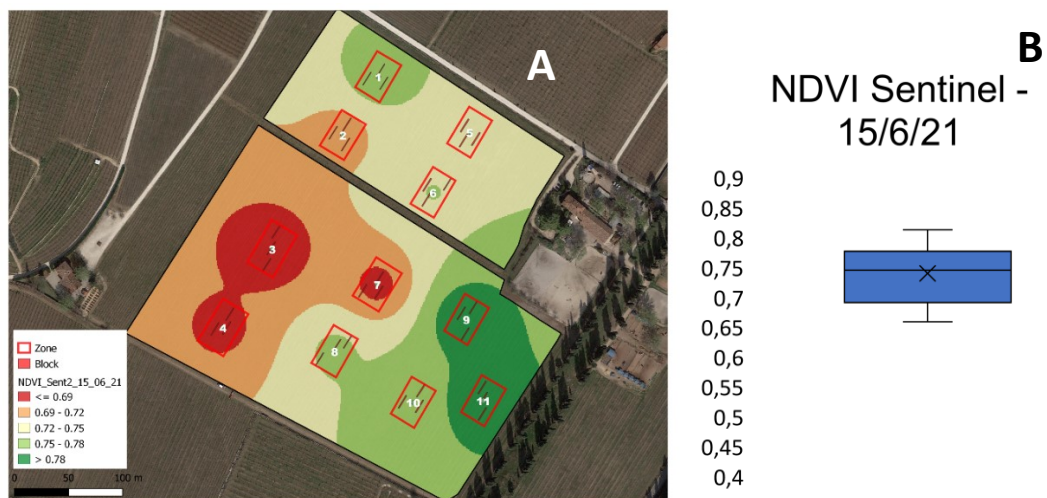 A
1
2
5
6
3
7
4
9
8
10
11
Zone
Block
NDVI_Sent2_15_06_21
<= 0.69
0.69 - 0.72
0.72 - 0.75
0.75 - 0.78
> 0.78
0 50 100 m
B
NDVI Sentinel -
15/6/21
0,9
0,85
0,8
0,75
0,7
0,65
0,6
0,55
0,5
0,45
0,4